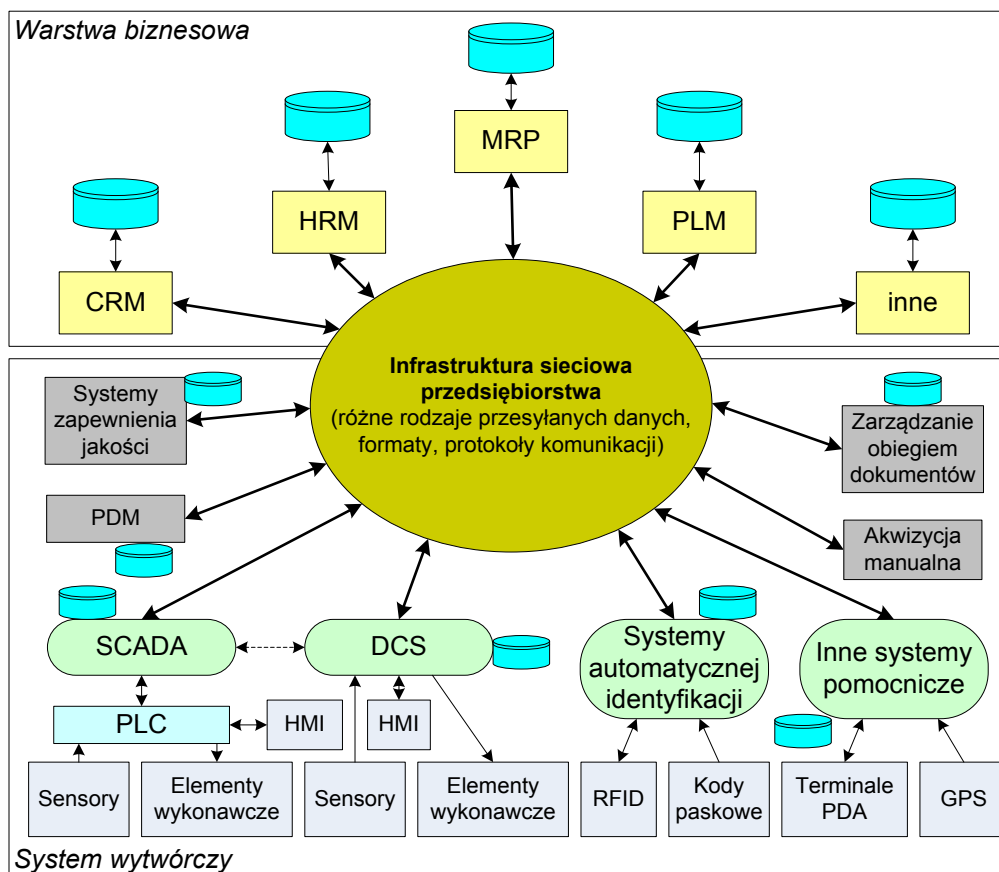 Warstwa biznesowa
MRP
HRM
PLM
CRM
inne
Infrastruktura sieciowa
przedsiębiorstwa
(różne rodzaje przesyłanych danych,
formaty, protokoły komunikacji)
Systemy
zapewnienia
jakości
Zarządzanie
obiegiem
dokumentów
PDM
Akwizycja
manualna
SCADA
DCS
Systemy
automatycznej
identyfikacji
Inne systemy
pomocnicze
PLC
HMI
HMI
Sensory
Elementy
wykonawcze
Sensory
Elementy
wykonawcze
RFID
Kody
paskowe
Terminale
PDA
GPS
System wytwórczy